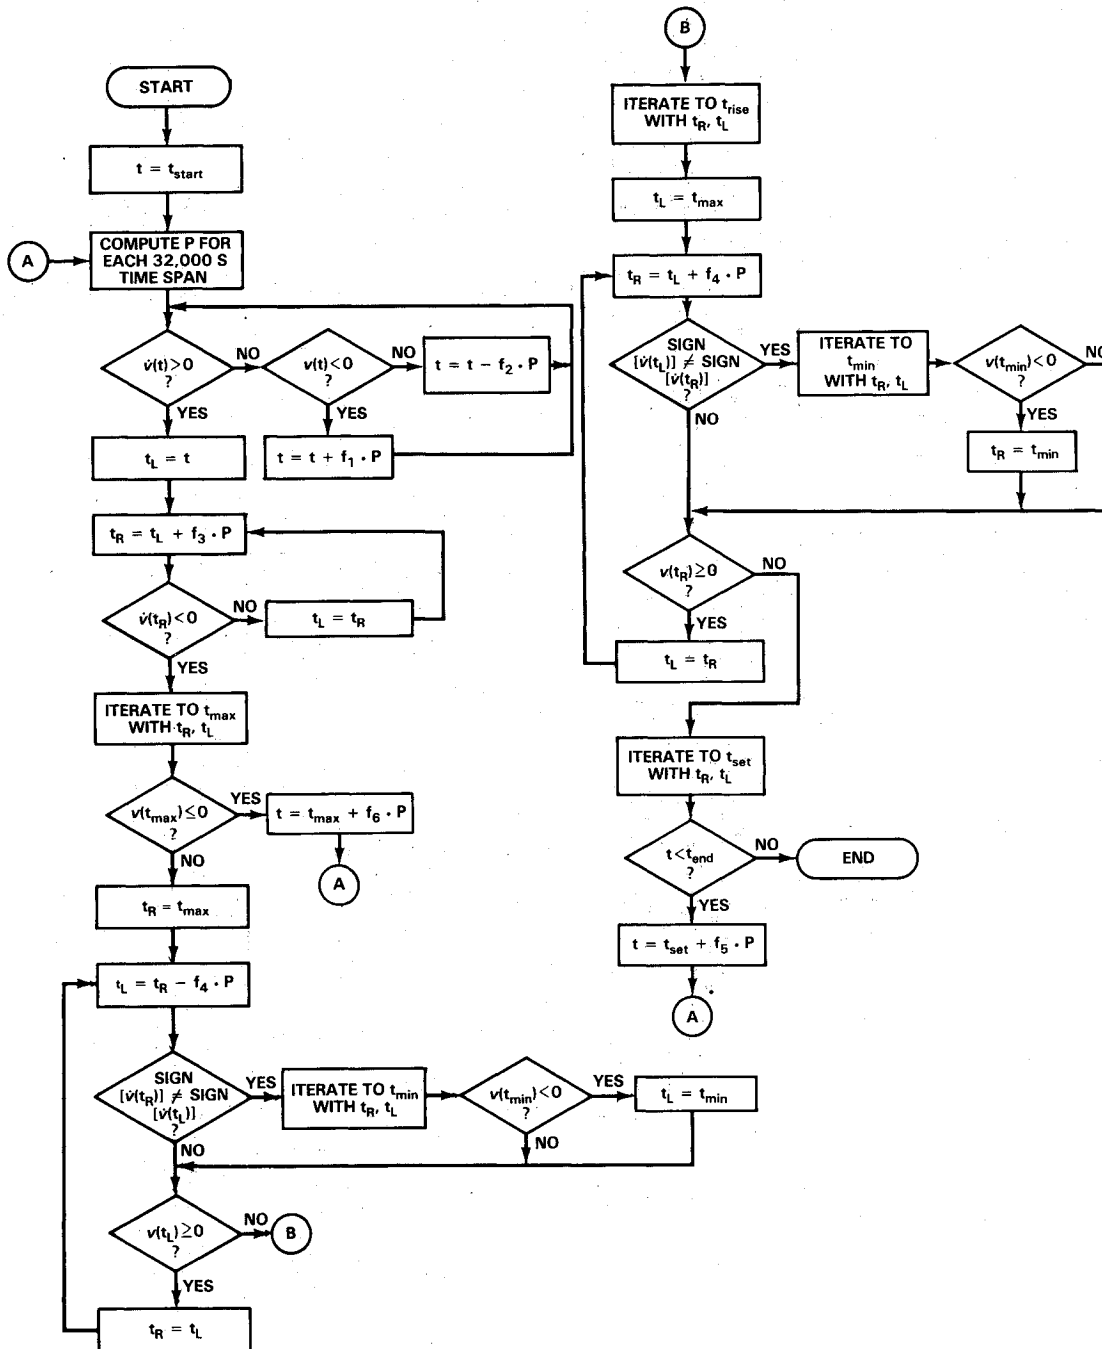 START
t = t_start
A
COMPUTE P FOR
EACH 32,000 S
TIME SPAN
v̇(t)>0
?
NO
v(t)<0
?
NO
t = t − f₂ • P
YES
YES
t_L = t
t = t + f₁ • P
t_R = t_L + f₃ • P
v̇(t_R)<0
?
NO
t_L = t_R
YES
ITERATE TO t_max
WITH t_R, t_L
v(t_max)≤0
?
YES
t = t_max + f₆ • P
NO
A
t_R = t_max
t_L = t_R − f₄ • P
SIGN
[v̇(t_R)] ≠ SIGN
[v̇(t_L)]
?
YES
ITERATE TO t_min
WITH t_R, t_L
v(t_min)<0
?
YES
t_L = t_min
NO
NO
v(t_L)≥0
?
NO
B
YES
t_R = t_L
B
ITERATE TO t_rise
WITH t_R, t_L
t_L = t_max
t_R = t_L + f₄ • P
SIGN
[v̇(t_L)] ≠ SIGN
[v̇(t_R)]
?
YES
ITERATE TO
t_min
WITH t_R, t_L
v(t_min)<0
?
NO
YES
NO
t_R = t_min
v(t_R)≥0
?
NO
YES
t_L = t_R
ITERATE TO t_set
WITH t_R, t_L
t<t_end
?
NO
END
YES
t = t_set + f₅ • P
A